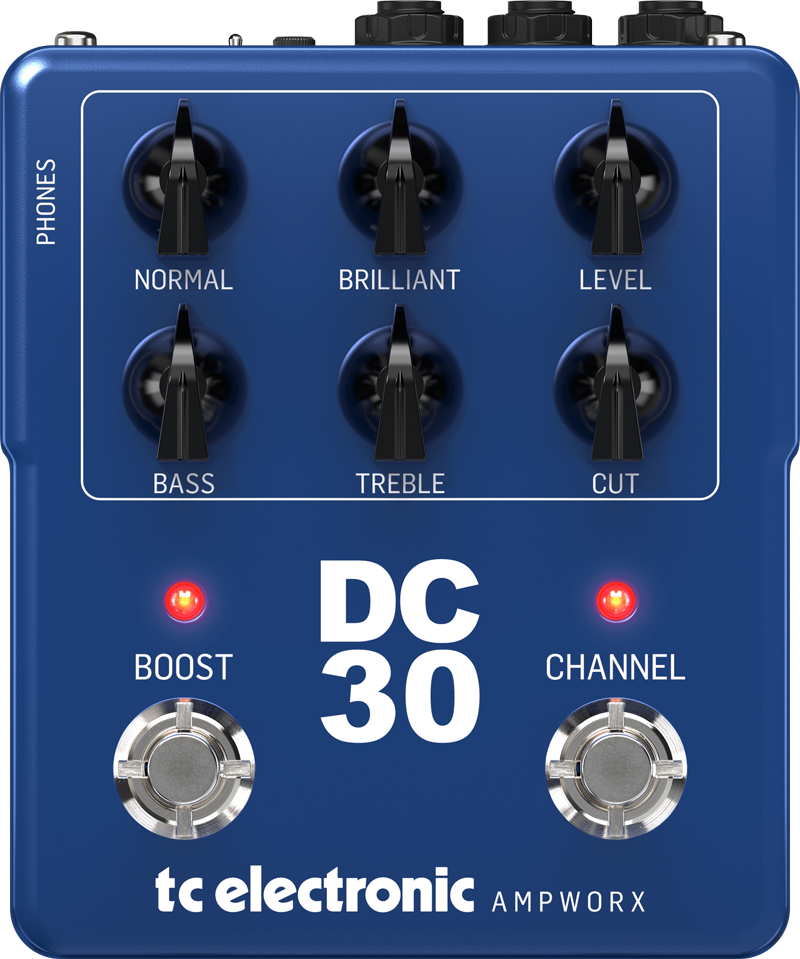 PHONES
NORMAL BRILLIANT LEVEL
BASS TREBLE CUT
DC
30
BOOST CHANNEL
tc electronic AMPWORX